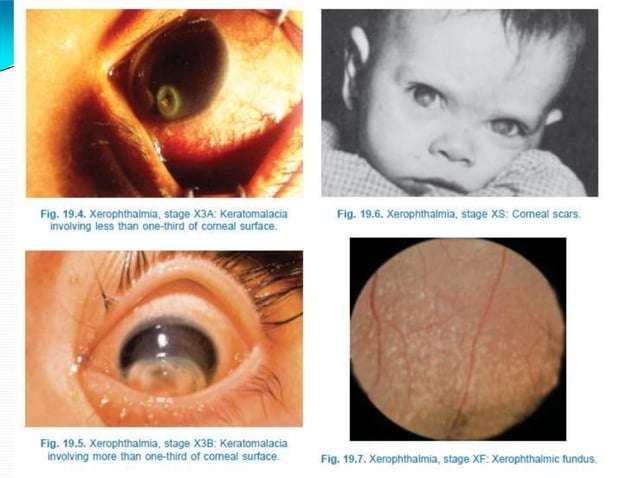 Fig. 19.4. Xerophthalmia, stage X3A: Keratomalacia
involving less than one-third of corneal surface.
Fig. 19.6. Xerophthalmia, stage XS: Corneal scars.
Fig. 19.5. Xerophthalmia, stage X3B: Keratomalacia
involving more than one-third of corneal surface.
Fig. 19.7. Xerophthalmia, stage XF: Xerophthalmic fundus.